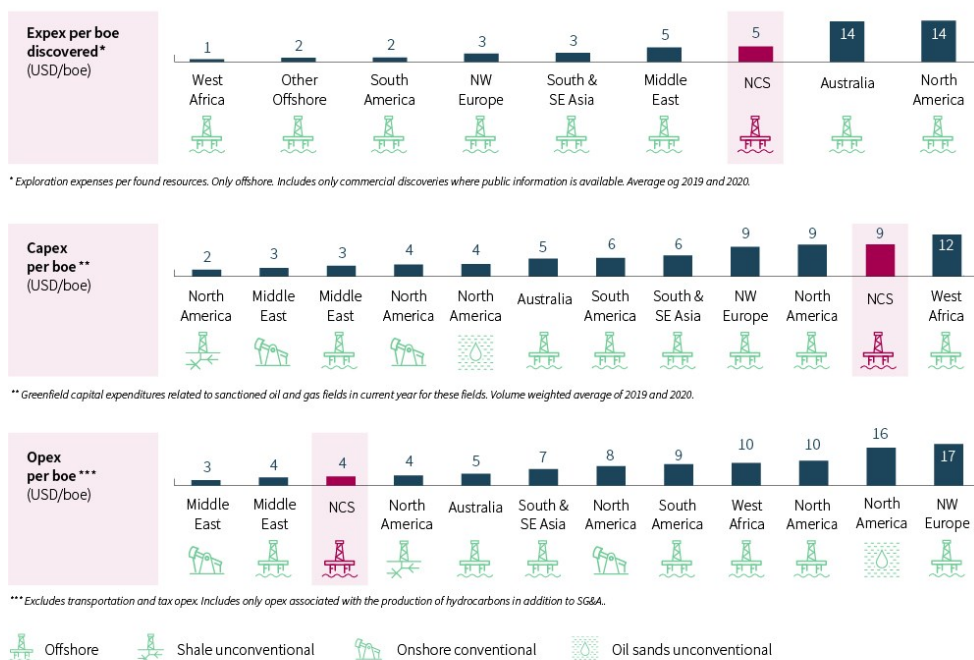 Expex per boe
discovered*
(USD/boe)
1 2 2 3 3 5 5 14 14
West Africa Other Offshore South America NW Europe South & SE Asia Middle East NCS Australia North America
* Exploration expenses per found resources. Only offshore. Includes only commercial discoveries where public information is available. Average og 2019 and 2020.
Capex
per boe **
(USD/boe)
2 3 3 4 4 5 6 6 9 9 9 12
North America Middle East Middle East North America North America Australia South America South & SE Asia NW Europe North America NCS West Africa
** Greenfield capital expenditures related to sanctioned oil and gas fields in current year for these fields. Volume weighted average of 2019 and 2020.
Opex
per boe ***
(USD/boe)
3 4 4 4 5 7 8 9 10 10 16 17
Middle East Middle East NCS North America Australia South & SE Asia North America South America West Africa North America North America NW Europe
*** Excludes transportation and tax opex. Includes only opex associated with the production of hydrocarbons in addition to SG&A..
Offshore Shale unconventional Onshore conventional Oil sands unconventional